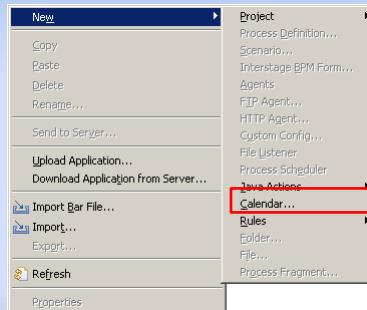 New
Copy
Paste
Delete
Rename...
Send to Server...
Upload Application...
Download Application from Server...
Import Bar File...
Import...
Export...
Refresh
Properties
Project
Process Definition...
Scenario...
Interstage BPM Form...
Agents
FTP Agent...
HTTP Agent...
Custom Config...
File Listener
Process Scheduler
Java Actions
Calendar...
Rules
Folder...
File...
Process Fragment...